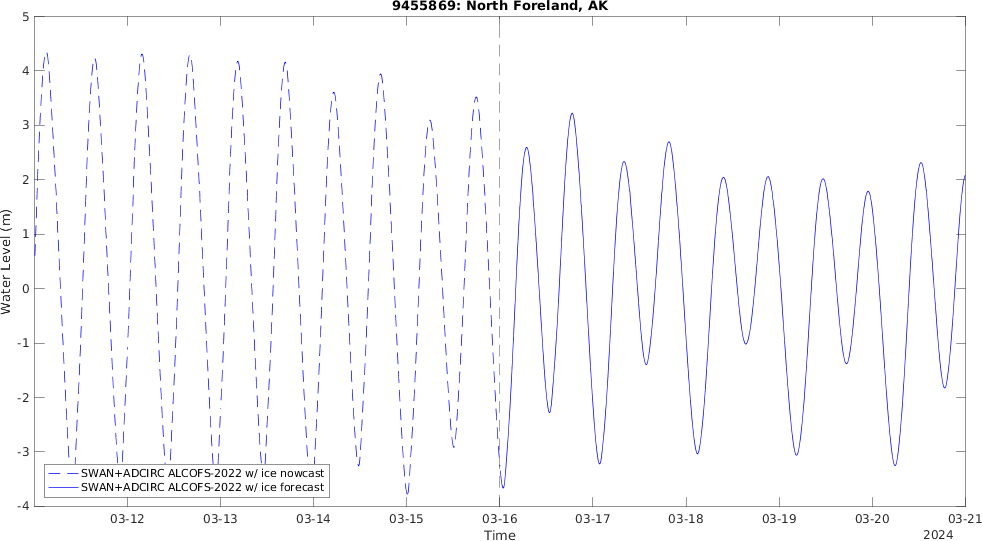 9455869: North Foreland, AK
Water Level (m)
5
4
3
2
1
0
-1
-2
-3
-4
SWAN+ADCIRC ALCOFS-2022 w/ ice nowcast
SWAN+ADCIRC ALCOFS-2022 w/ ice forecast
03-12 03-13 03-14 03-15 03-16 03-17 03-18 03-19 03-20 03-21
Time
2024